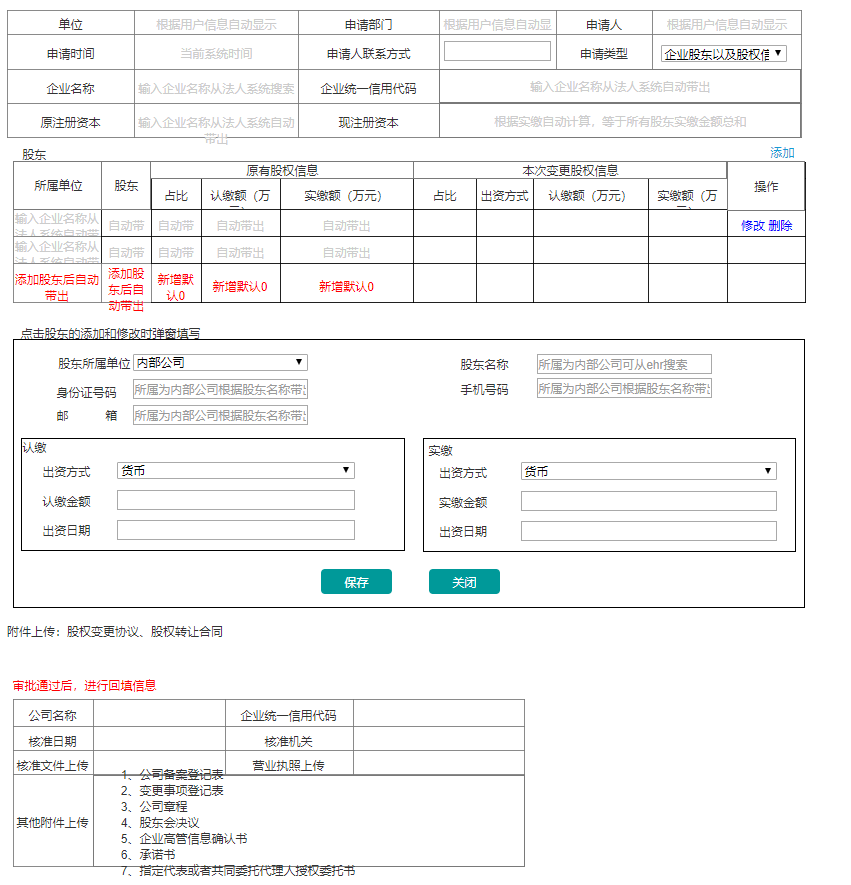 单位 根据用户信息自动显示 申请部门 根据用户信息自动显 申请人 根据用户信息自动显示
申请时间 当前系统时间 申请人联系方式 申请类型 企业股东以及股权信
企业名称 输入企业名称从法人系统搜索 企业统一信用代码 输入企业名称从法人系统自动带出
原注册资本 输入企业名称从法人系统自动 现注册资本 根据实缴自动计算，等于所有股东实缴金额总和
带出
股东 添加
原有股权信息 本次变更股权信息
所属单位 股东 操作
占比 认缴额（万 实缴额（万元） 占比 出资方式 认缴额（万元） 实缴额（万
元） 元）
输入企业名称从 自动带 自动带 自动带出 自动带出 修改 删除
法人系统自动带
输入企业名称从 自动带 自动带 自动带出 自动带出
法人系统自动带
添加股东后自动 添加股 新增默 新增默认0 新增默认0
带出 东后自 认0
动带出
点击股东的添加和修改时弹窗填写
股东所属单位 内部公司 股东名称 所属为内部公司可从ehr搜索
身份证号码 所属为内部公司根据股东名称带 手机号码 所属为内部公司根据股东名称带
邮 箱 所属为内部公司根据股东名称带
认缴 实缴
出资方式 货币 出资方式 货币
认缴金额 实缴金额
出资日期 出资日期
保存 关闭
附件上传：股权变更协议、股权转让合同
审批通过后，进行回填信息
公司名称 企业统一信用代码
核准日期 核准机关
核准文件上传 营业执照上传
其他附件上传
1、公司备案登记表
2、变更事项登记表
3、公司章程
4、股东会决议
5、企业高管信息确认书
6、承诺书
7、指定代表或者共同委托代理人授权委托书